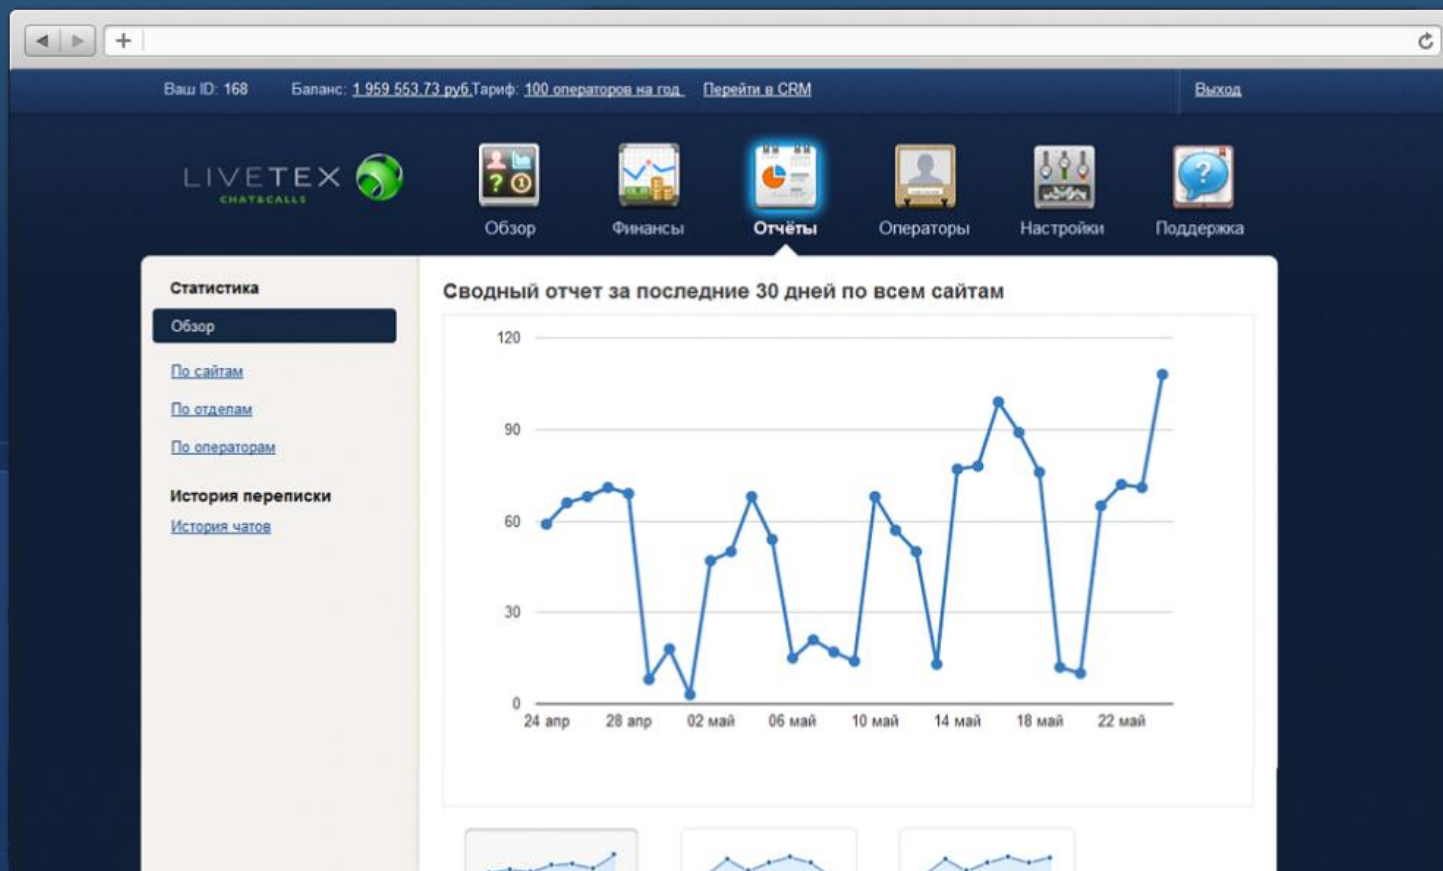 Ваш ID: 168 Баланс: 1 959 553.73 руб.Тариф: 100 операторов на год Перейти в CRM Выход
LIVETEX
CHAT&CALLS
Обзор Финансы Отчёты Операторы Настройки Поддержка
Статистика
Обзор
По сайтам
По отделам
По операторам
История переписки
История чатов
Сводный отчет за последние 30 дней по всем сайтам
120
90
60
30
0
24 апр 28 апр 02 май 06 май 10 май 14 май 18 май 22 май